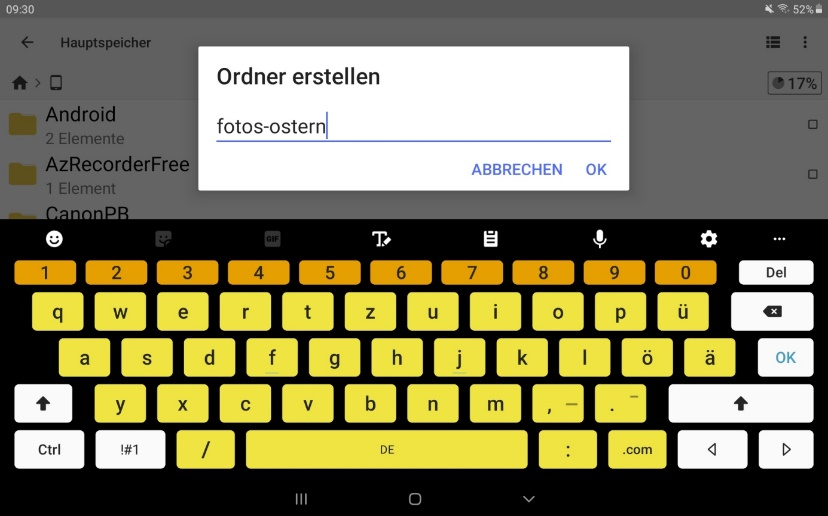 09:30 52%
Hauptspeicher
17%
Android
2 Elemente
AzRecorderFree
1 Element
CanonPB
Ordner erstellen
fotos-ostern
ABBRECHEN OK
GIF
1 2 3 4 5 6 7 8 9 0 Del
q w e r t z u i o p ü
a s d f g h j k l ö ä OK
y x c v b n m , – . -
Ctrl !#1 / DE : .com